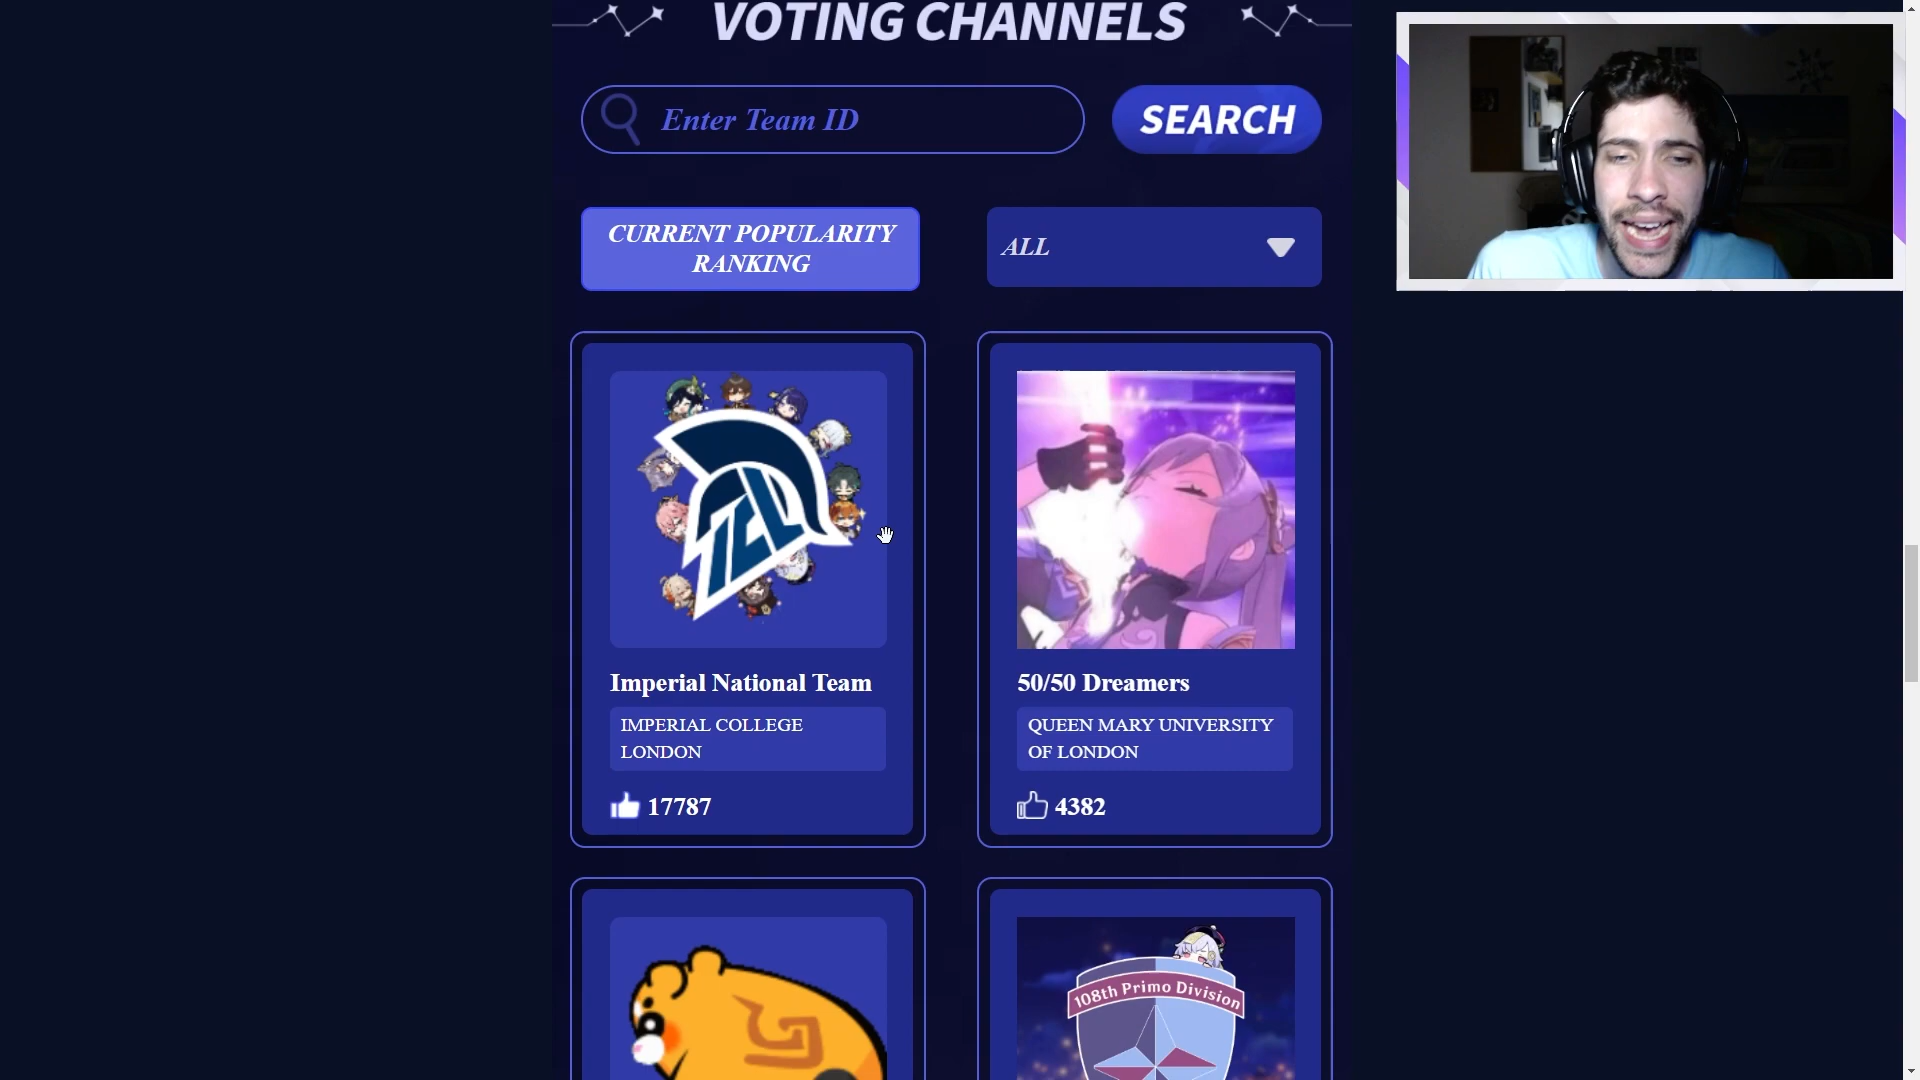 VOTING CHANNELS
Enter Team ID
SEARCH
CURRENT POPULARITY
RANKING
ALL
ICL
Imperial National Team
IMPERIAL COLLEGE
LONDON
17787
50/50 Dreamers
QUEEN MARY UNIVERSITY
OF LONDON
4382
108th Primo Division